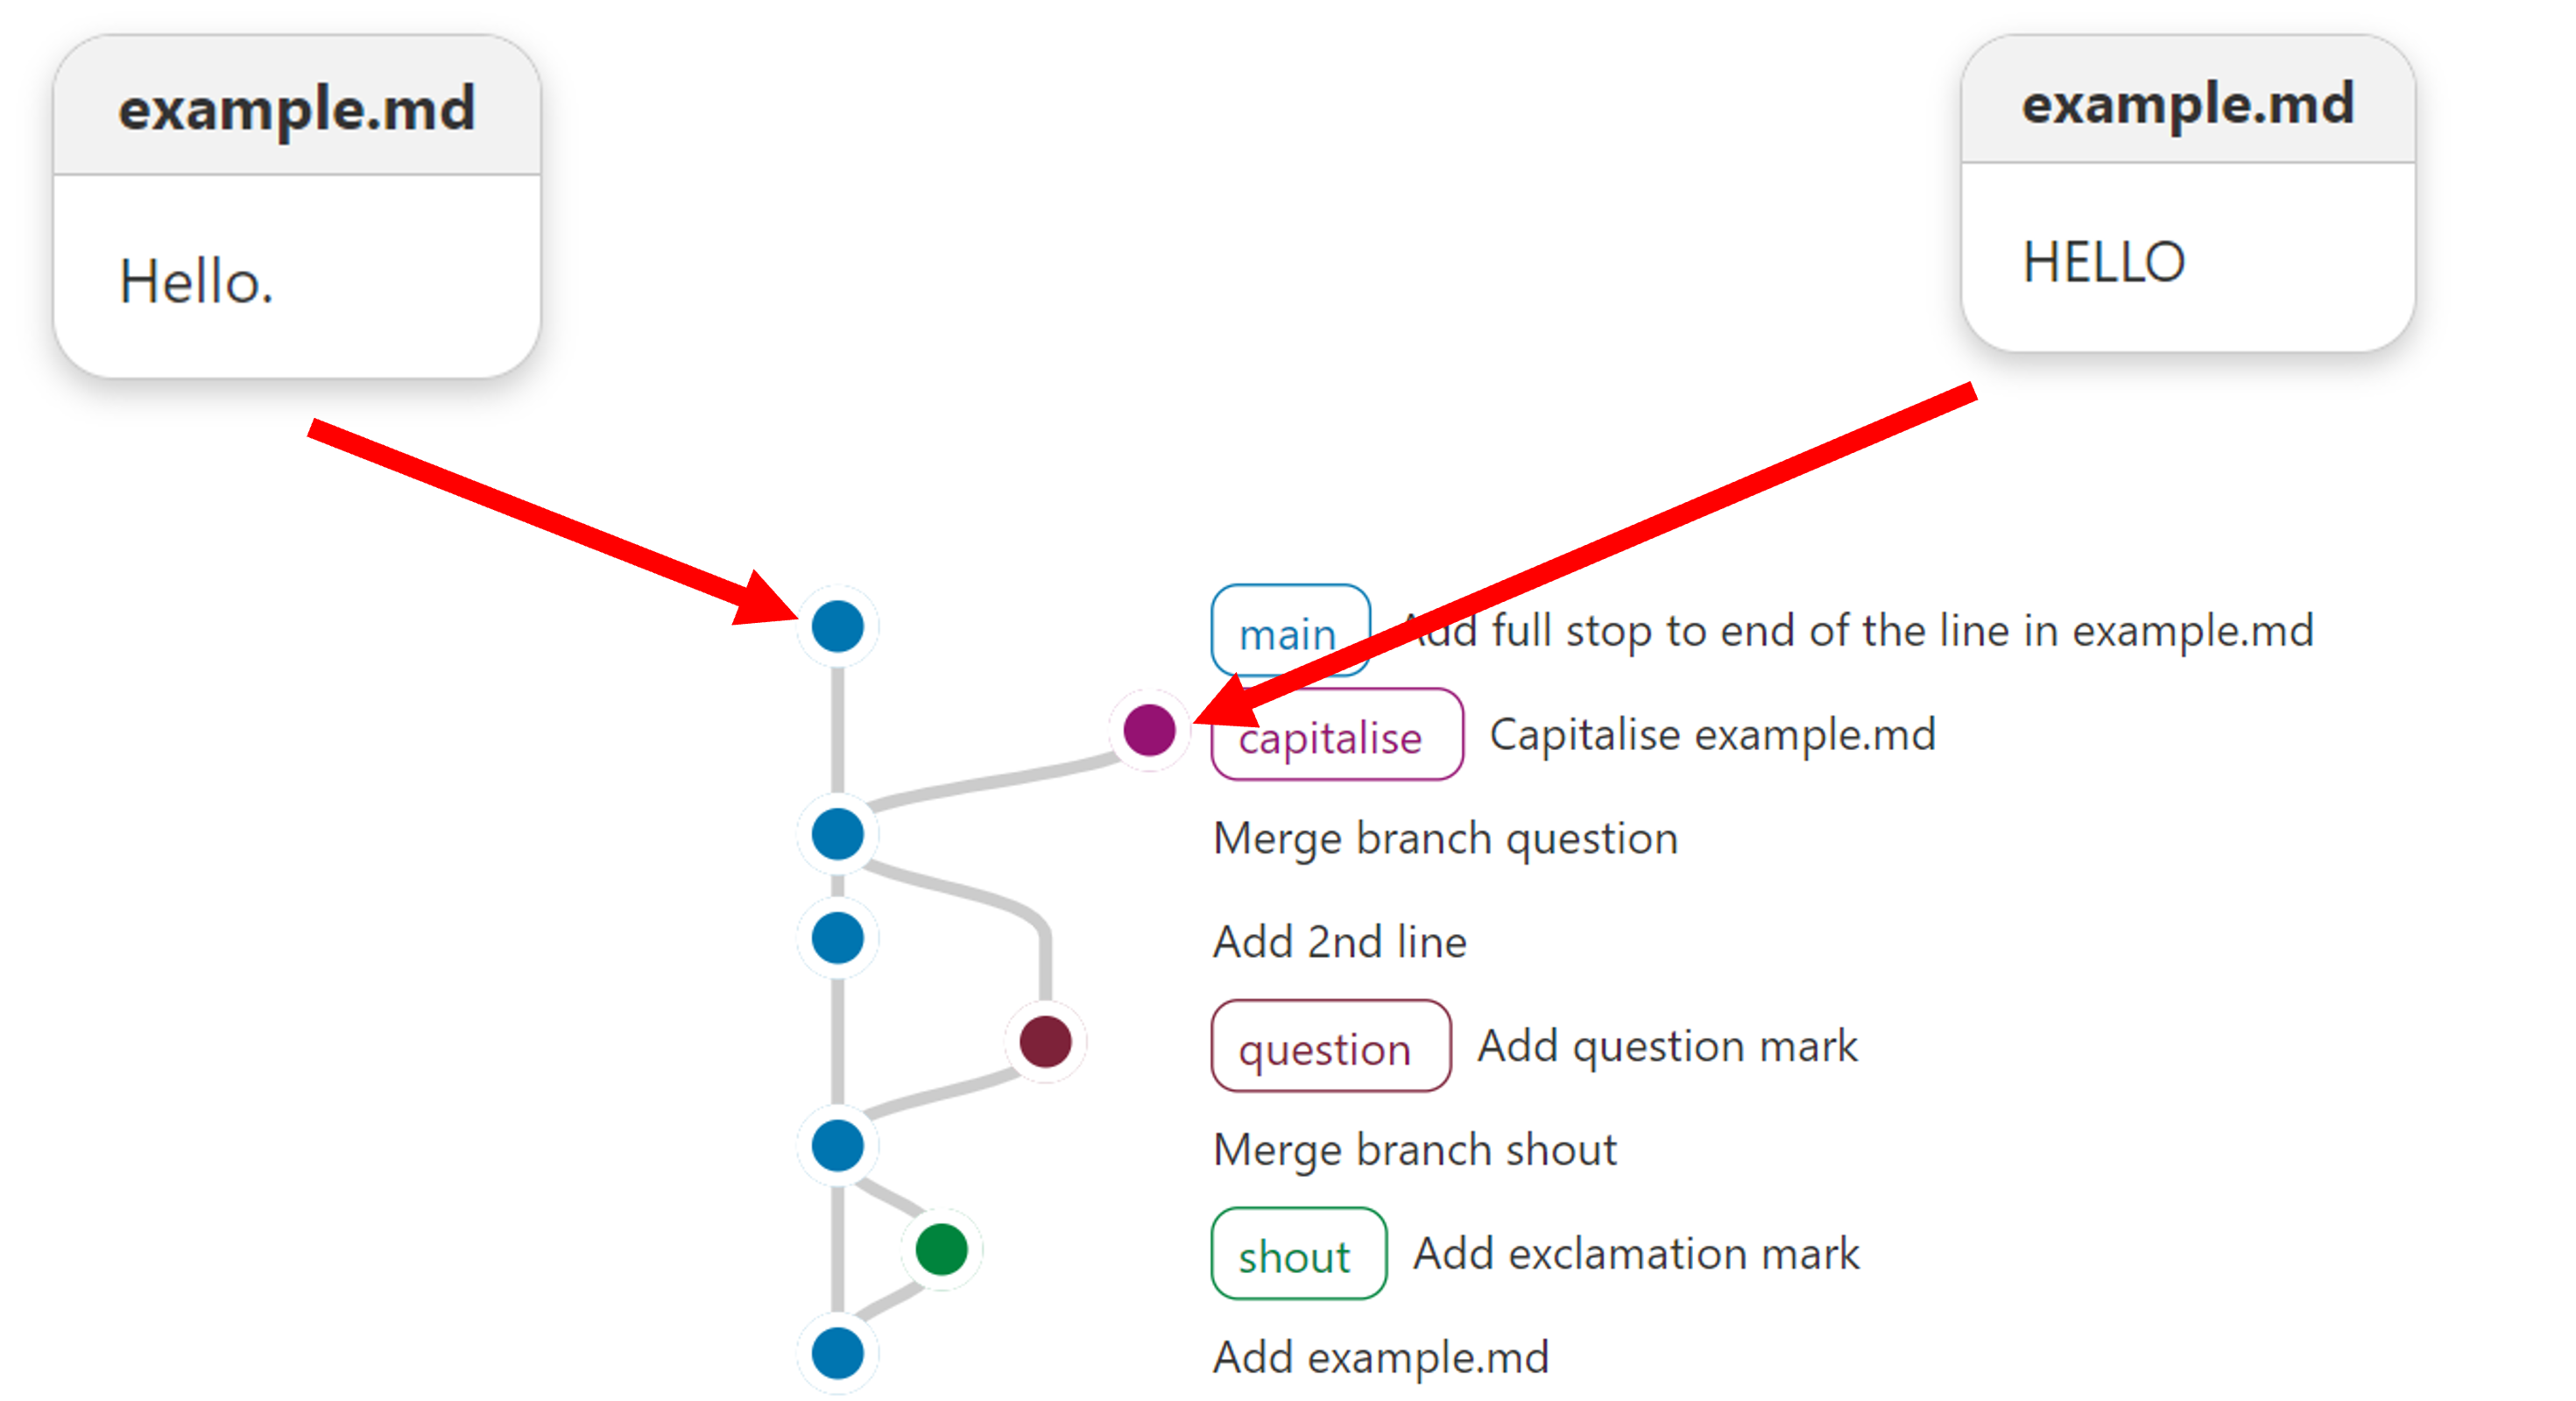 example.md
Hello.
example.md
HELLO
main Add full stop to end of the line in example.md
capitalise Capitalise example.md
Merge branch question
Add 2nd line
question Add question mark
Merge branch shout
shout Add exclamation mark
Add example.md